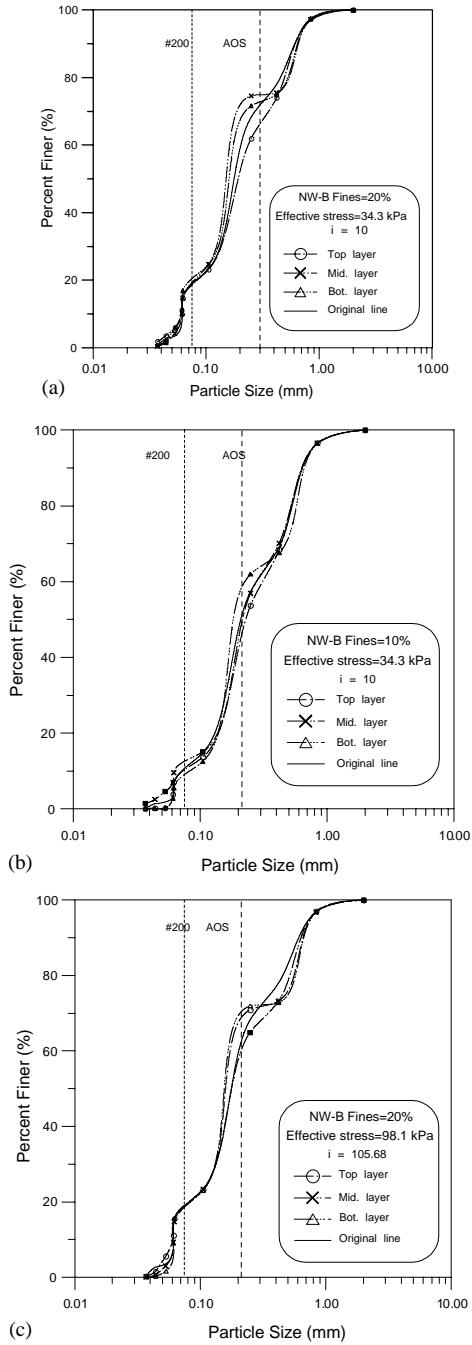 100
#200
AOS
80
60
NW-B Fines=20%
Effective stress=34.3 kPa
i = 10
Top layer
Mid. layer
Bot. layer
Original line
40
20
0
0.01
0.10
1.00
10.00
Percent Finer (%)
Particle Size (mm)
(a)
100
#200
AOS
80
60
NW-B Fines=10%
Effective stress=34.3 kPa
i = 10
Top layer
Mid. layer
Bot. layer
Original line
40
20
0
0.01
0.10
1.00
10.00
Percent Finer (%)
Particle Size (mm)
(b)
100
#200
AOS
80
60
NW-B Fines=20%
Effective stress=98.1 kPa
i = 105.68
Top layer
Mid. layer
Bot. layer
Original line
40
20
0
0.01
0.10
1.00
10.00
Percent Finer (%)
Particle Size (mm)
(c)